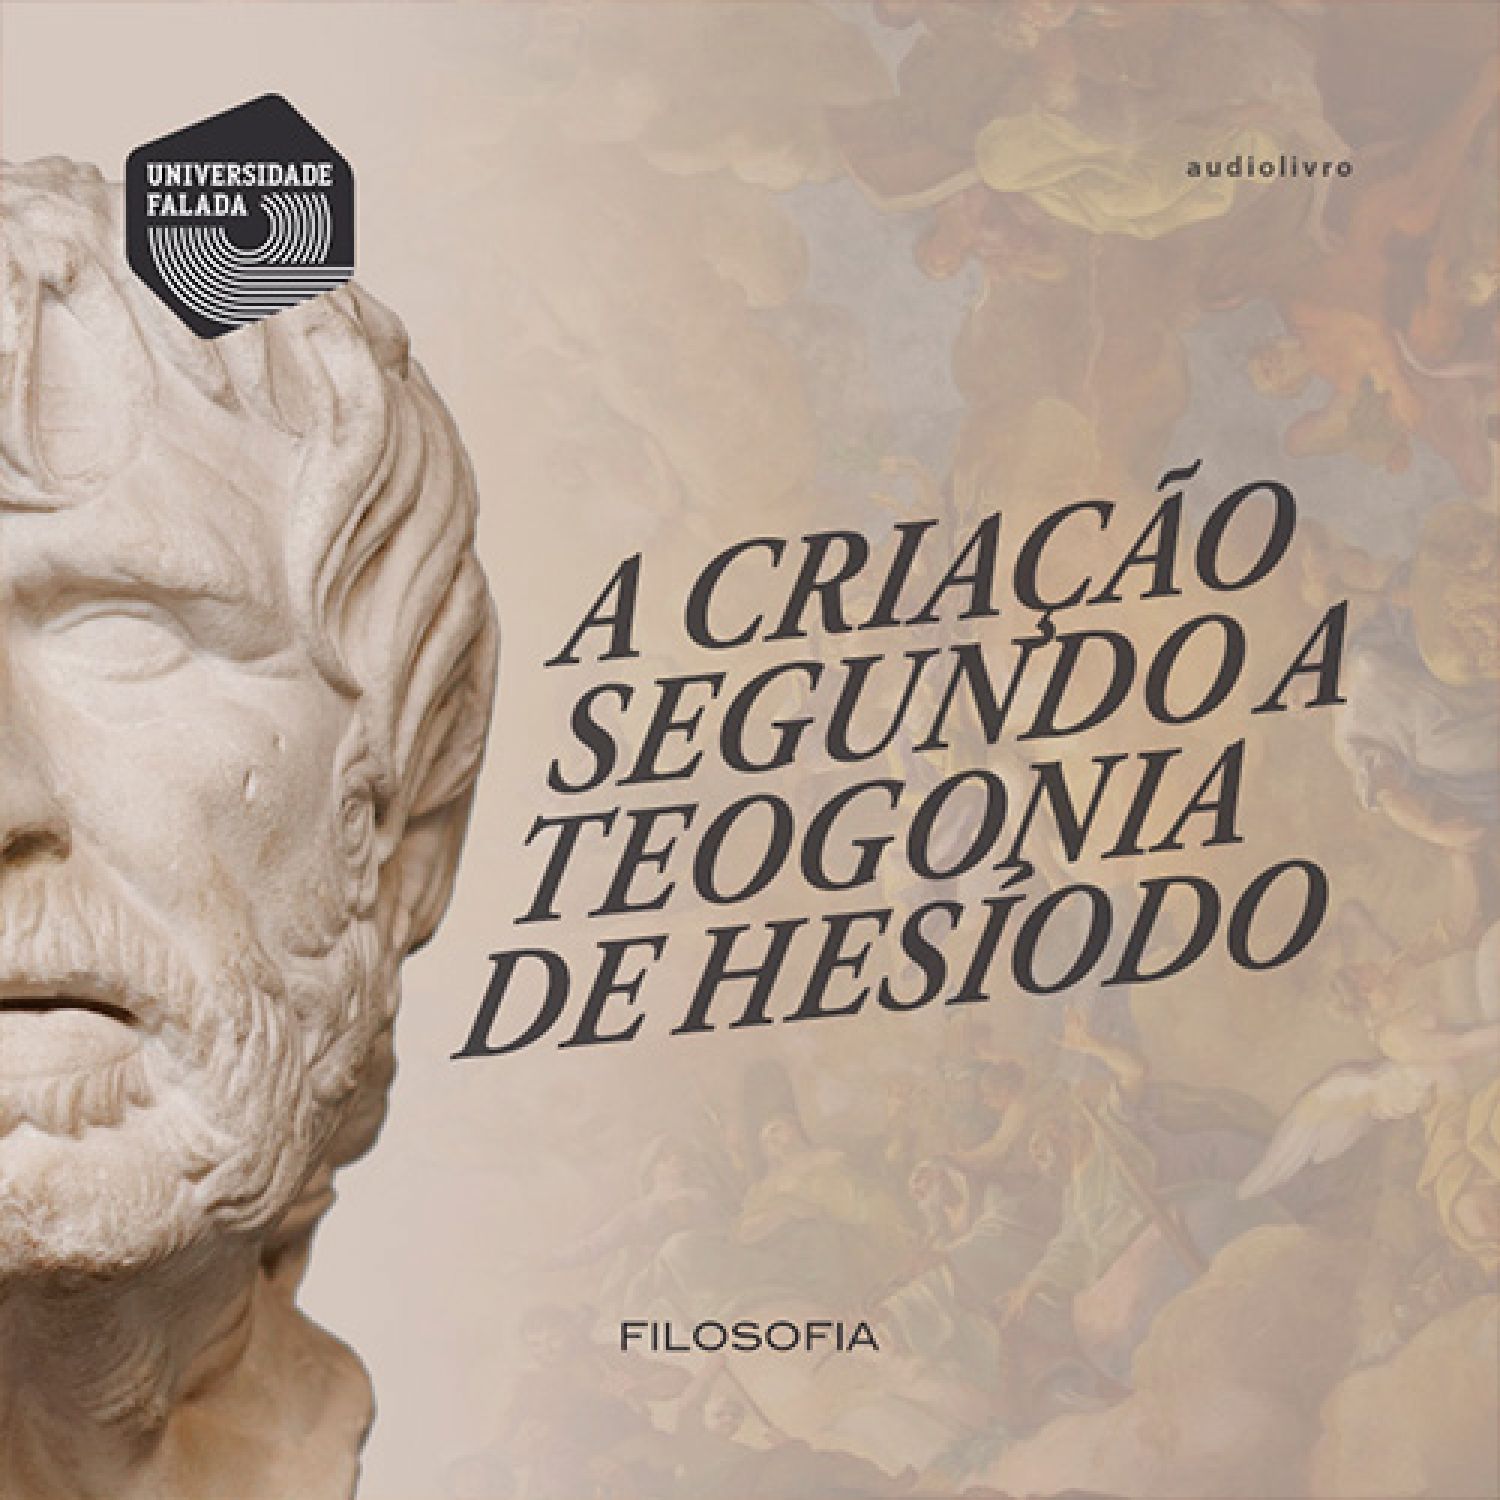 UNIVERSIDADE
FALADA
audiolivro
A CRIAÇÃO
SEGUNDO A
TEOGONIA
DE HESÍODO
FILOSOFIA